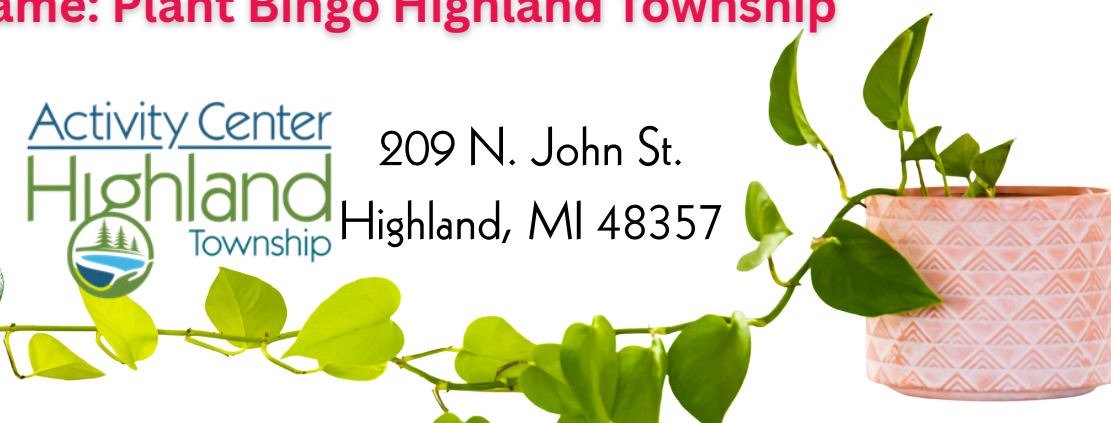 ame: Plant Bingo Highland Township
Activity Center
Highland
Township
209 N. John St.
Highland, MI 48357